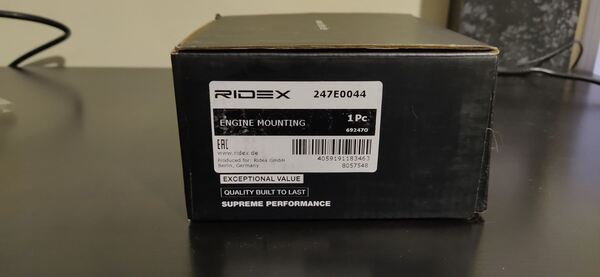 RIDEX 247E0044
ENGINE MOUNTING 1 Pc
692470
EAC
www.ridex.de
Produced for: Ridex GmbH
Berlin, Germany
4059191183463
8057548
EXCEPTIONAL VALUE
QUALITY BUILT TO LAST
SUPREME PERFORMANCE